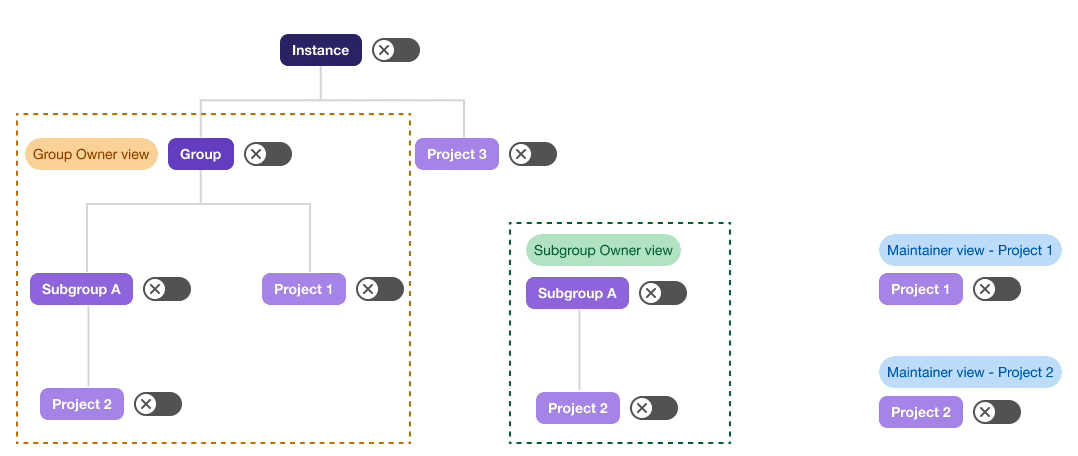 Instance
Group Owner view
Group
Project 3
Subgroup A
Project 1
Project 2
Subgroup Owner view
Subgroup A
Project 2
Maintainer view - Project 1
Project 1
Maintainer view - Project 2
Project 2